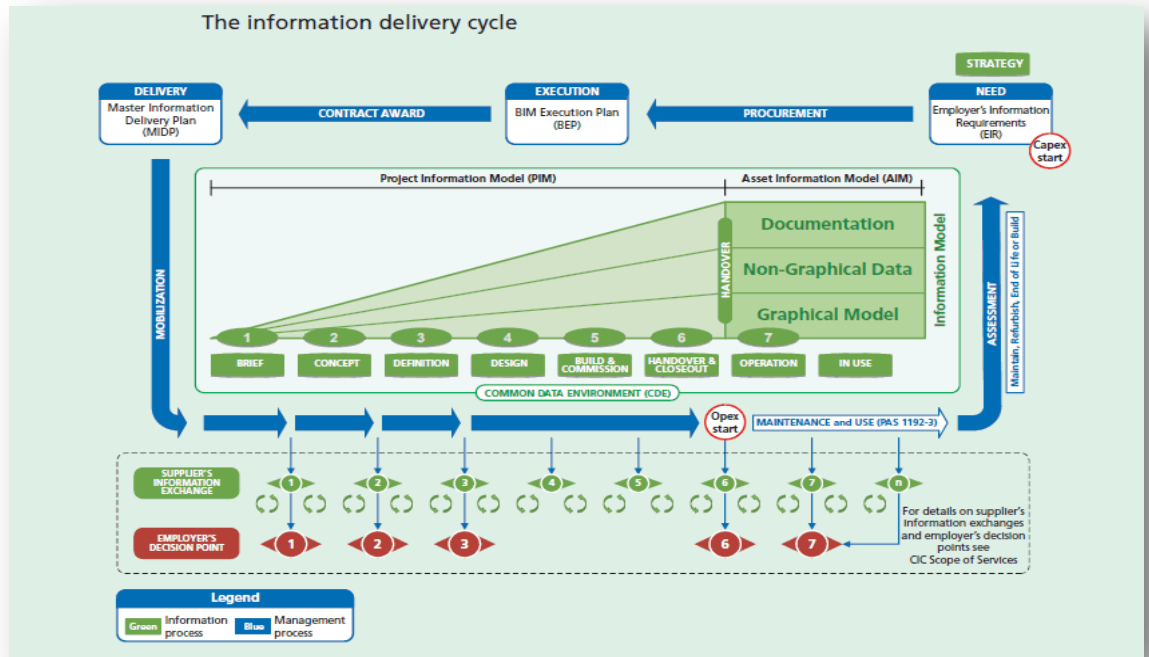 The information delivery cycle
STRATEGY
DELIVERY
Master Information
Delivery Plan
(MIDP)
CONTRACT AWARD
EXECUTION
BIM Execution Plan
(BEP)
PROCUREMENT
NEED
Employer's Information
Requirements
(EIR)
Capex
start
Project Information Model (PIM)
Asset Information Model (AIM)
MOBILIZATION
HANDOVER
Documentation
Non-Graphical Data
Graphical Model
Information Model
ASSESSMENT
Maintain, Refurbish, End of Life or Build
1
2
3
4
5
6
7
BRIEF
CONCEPT
DEFINITION
DESIGN
BUILD &
COMMISSION
HANDOVER &
CLOSEOUT
OPERATION
IN USE
COMMON DATA ENVIRONMENT (CDE)
Opex
start
MAINTENANCE and USE (PAS 1192-3)
SUPPLIER'S
INFORMATION
EXCHANGE
1
2
3
4
5
6
7
n
EMPLOYER'S
DECISION POINT
1
2
3
6
7
For details on supplier's
information exchanges
and employer's decision
points see
CIC Scope of Services
Legend
Green
Information
process
Blue
Management
process